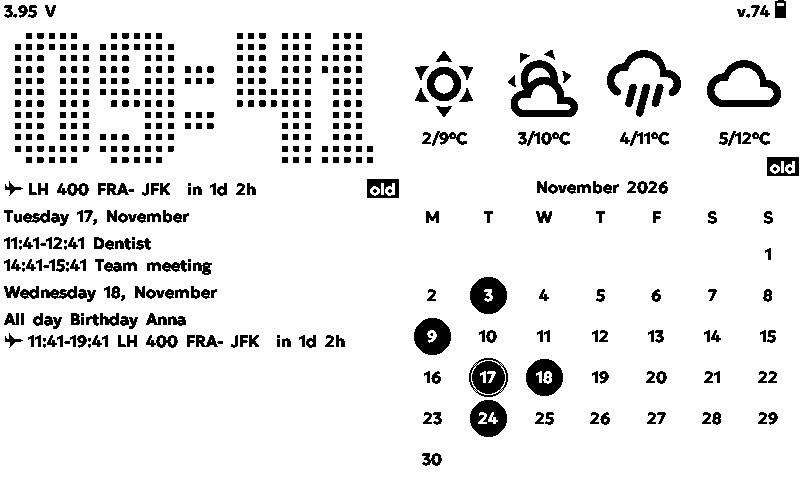 3.95 V
v.74
09:41
2/9°C 3/10°C 4/11°C 5/12°C
old
LH 400 FRA- JFK in 1d 2h old
Tuesday 17, November
11:41-12:41 Dentist
14:41-15:41 Team meeting
Wednesday 18, November
All day Birthday Anna
11:41-19:41 LH 400 FRA- JFK in 1d 2h
November 2026
M T W T F S S
1
2 3 4 5 6 7 8
9 10 11 12 13 14 15
16 17 18 19 20 21 22
23 24 25 26 27 28 29
30